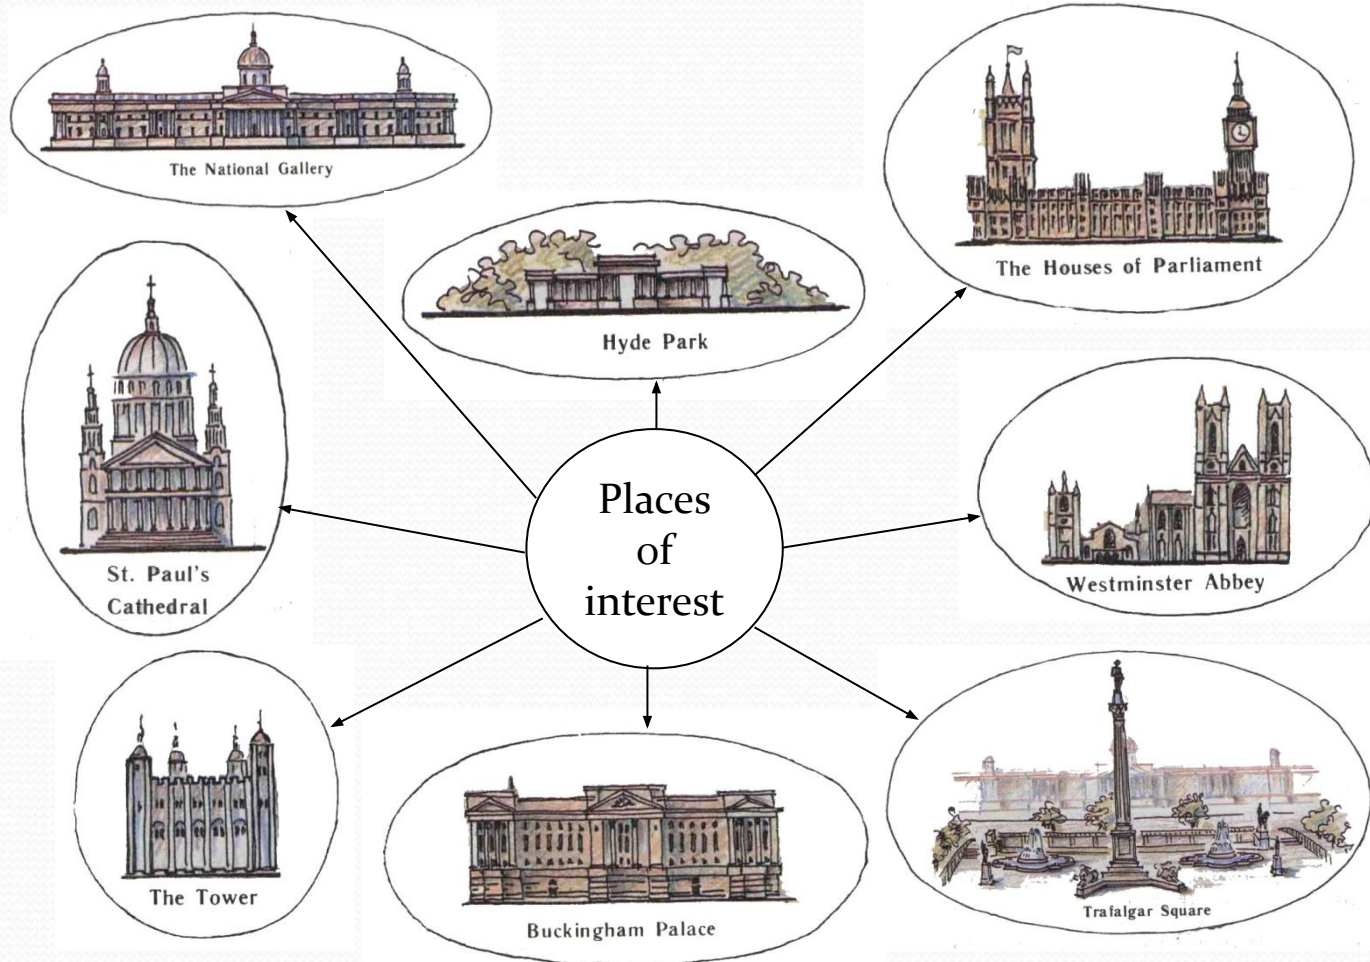 The National Gallery
The Houses of Parliament
Hyde Park
Places
of
interest
St. Paul's
Cathedral
Westminster Abbey
The Tower
Buckingham Palace
Trafalgar Square